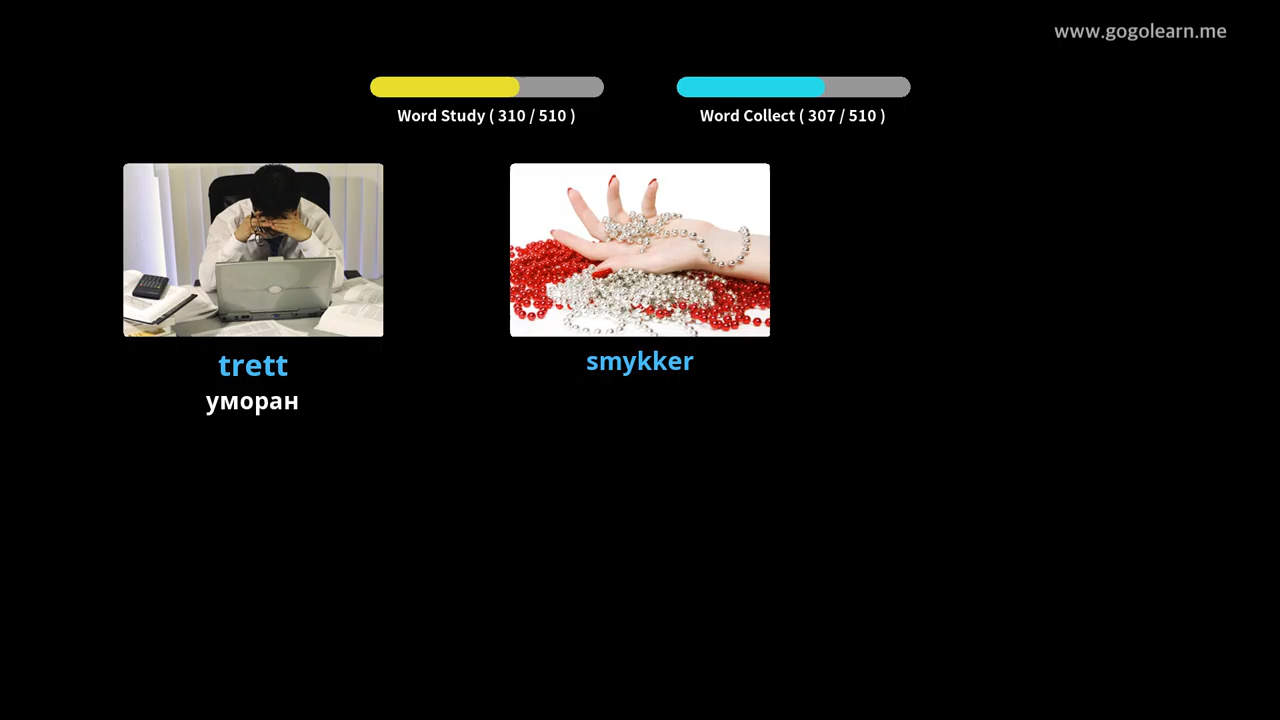 www.gogolearn.me
Word Study ( 310 / 510 )
Word Collect ( 307 / 510 )
trett
уморан
smykker